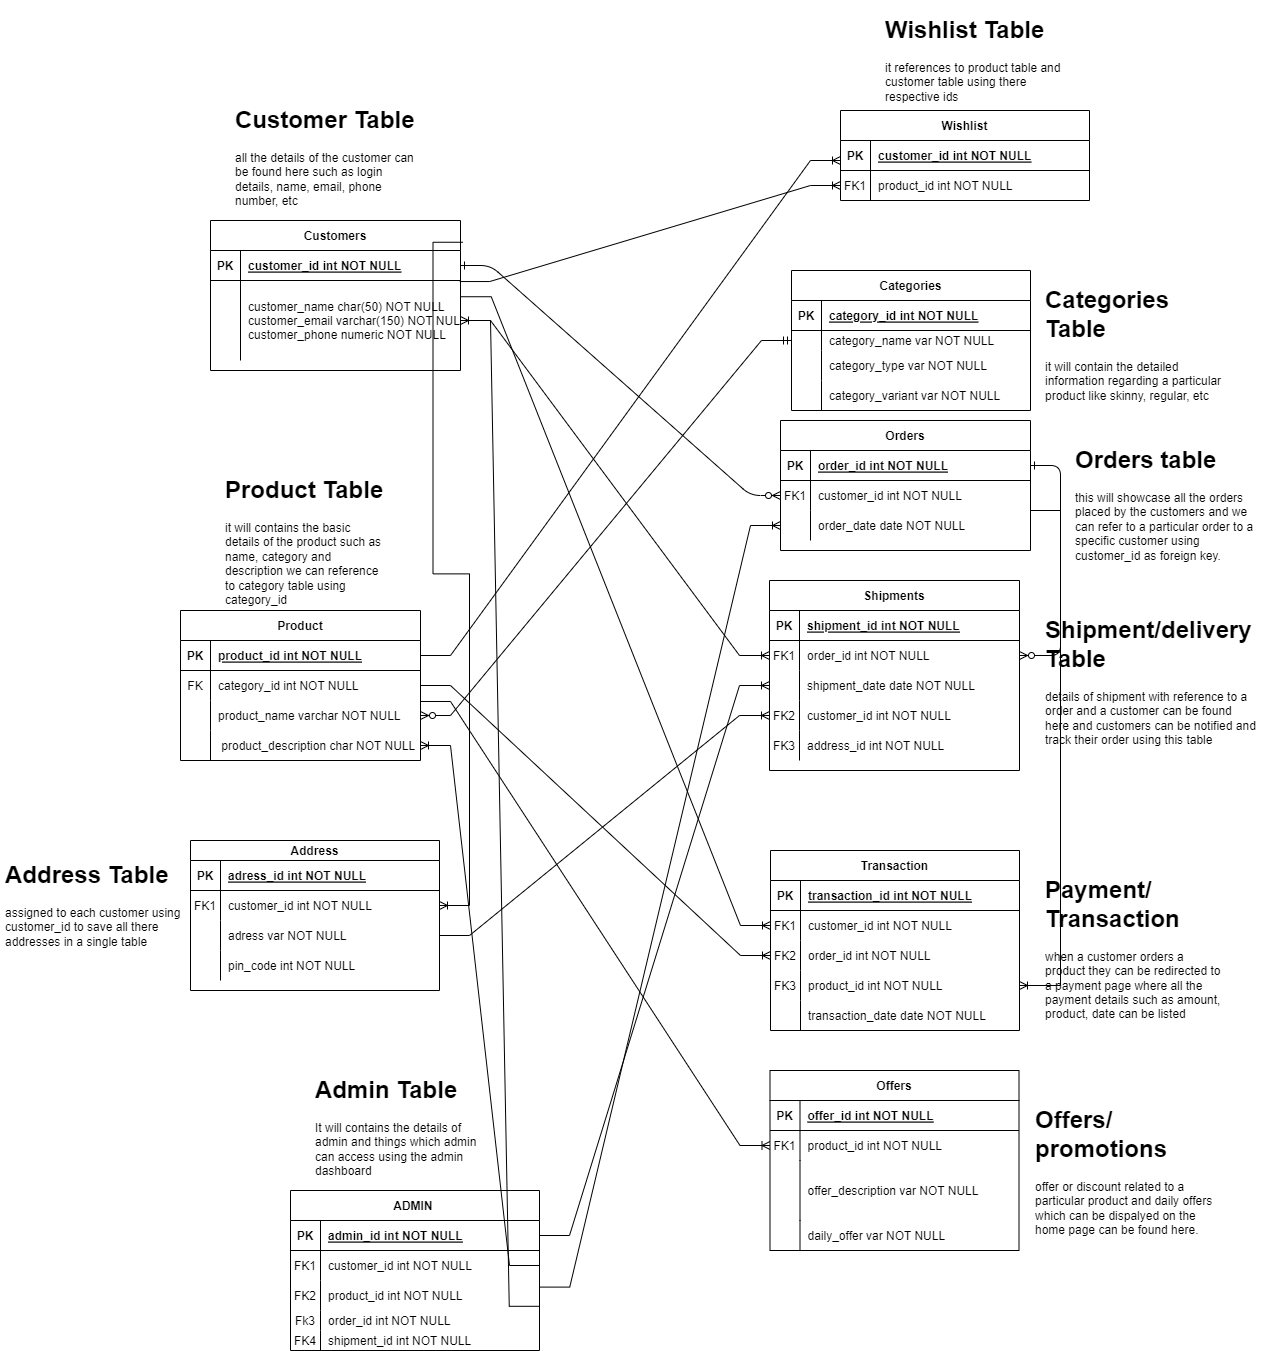 Wishlist Table
it references to product table and
customer table using there
respective ids
Wishlist
PK customer_id int NOT NULL
FK1 product_id int NOT NULL
Customer Table
all the details of the customer can
be found here such as login
details, name, email, phone
number, etc
Customers
PK customer_id int NOT NULL
customer_name char(50) NOT NULL
customer_email varchar(150) NOT NULL
customer_phone numeric NOT NULL
Categories
PK category_id int NOT NULL
category_name var NOT NULL
category_type var NOT NULL
category_variant var NOT NULL
Categories
Table
it will contain the detailed
information regarding a particular
product like skinny, regular, etc
Orders
PK order_id int NOT NULL
FK1 customer_id int NOT NULL
order_date date NOT NULL
Orders table
this will showcase all the orders
placed by the customers and we
can refer to a particular order to a
specific customer using
customer_id as foreign key.
Product Table
it will contains the basic
details of the product such as
name, category and
description we can reference
to category table using
category_id
Product
PK product_id int NOT NULL
FK category_id int NOT NULL
product_name varchar NOT NULL
product_description char NOT NULL
Shipments
PK shipment_id int NOT NULL
FK1 order_id int NOT NULL
shipment_date date NOT NULL
FK2 customer_id int NOT NULL
FK3 address_id int NOT NULL
Shipment/delivery
Table
details of shipment with reference to a
order and a customer can be found
here and customers can be notified and
track their order using this table
Address Table
assigned to each customer using
customer_id to save all there
addresses in a single table
Address
PK adress_id int NOT NULL
FK1 customer_id int NOT NULL
adress var NOT NULL
pin_code int NOT NULL
Transaction
PK transaction_id int NOT NULL
FK1 customer_id int NOT NULL
FK2 order_id int NOT NULL
FK3 product_id int NOT NULL
transaction_date date NOT NULL
Payment/
Transaction
when a customer orders a
product they can be redirected to
a payment page where all the
payment details such as amount,
product, date can be listed
Admin Table
It will contains the details of
admin and things which admin
can access using the admin
dashboard
ADMIN
PK admin_id int NOT NULL
FK1 customer_id int NOT NULL
FK2 product_id int NOT NULL
Fk3 order_id int NOT NULL
FK4 shipment_id int NOT NULL
Offers
PK offer_id int NOT NULL
FK1 product_id int NOT NULL
offer_description var NOT NULL
daily_offer var NOT NULL
Offers/
promotions
offer or discount related to a
particular product and daily offers
which can be dispalyed on the
home page can be found here.